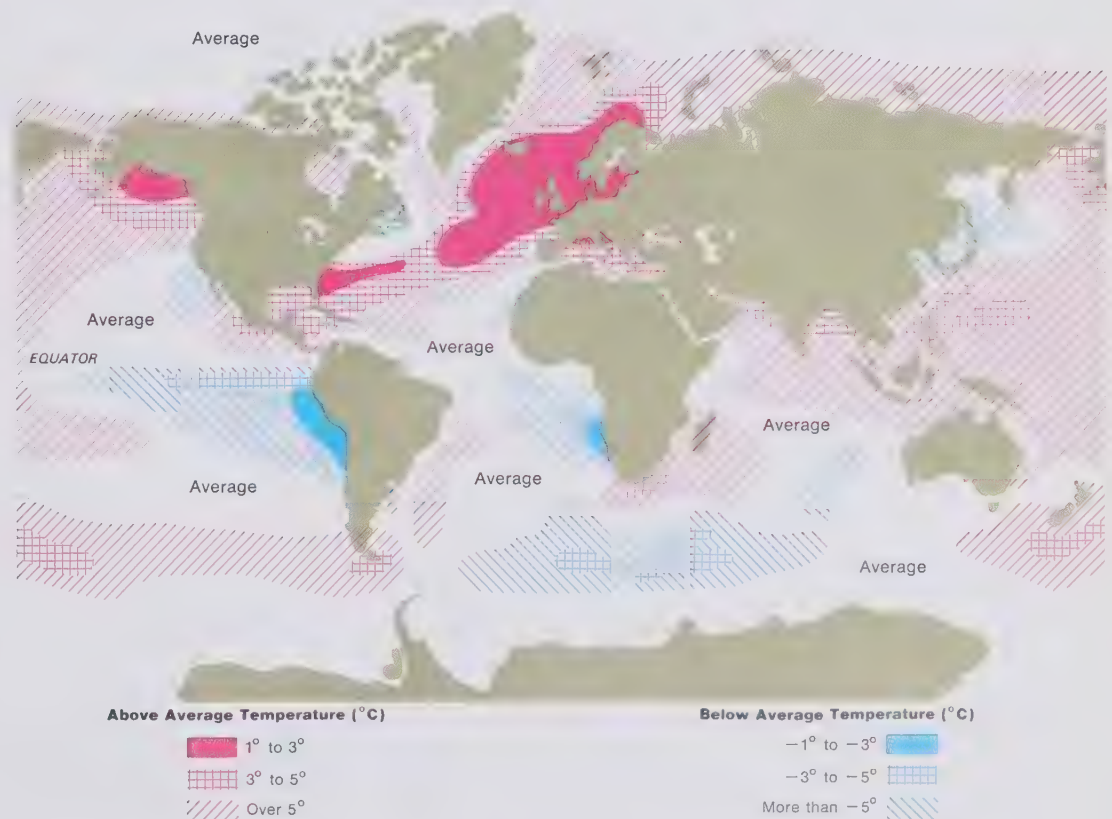 Average
Average
EQUATOR
Average
Average
Average
Average
Average
Above Average Temperature (°C)
1° to 3°
3° to 5°
Over 5°
Below Average Temperature (°C)
−1° to −3°
−3° to −5°
More than −5°